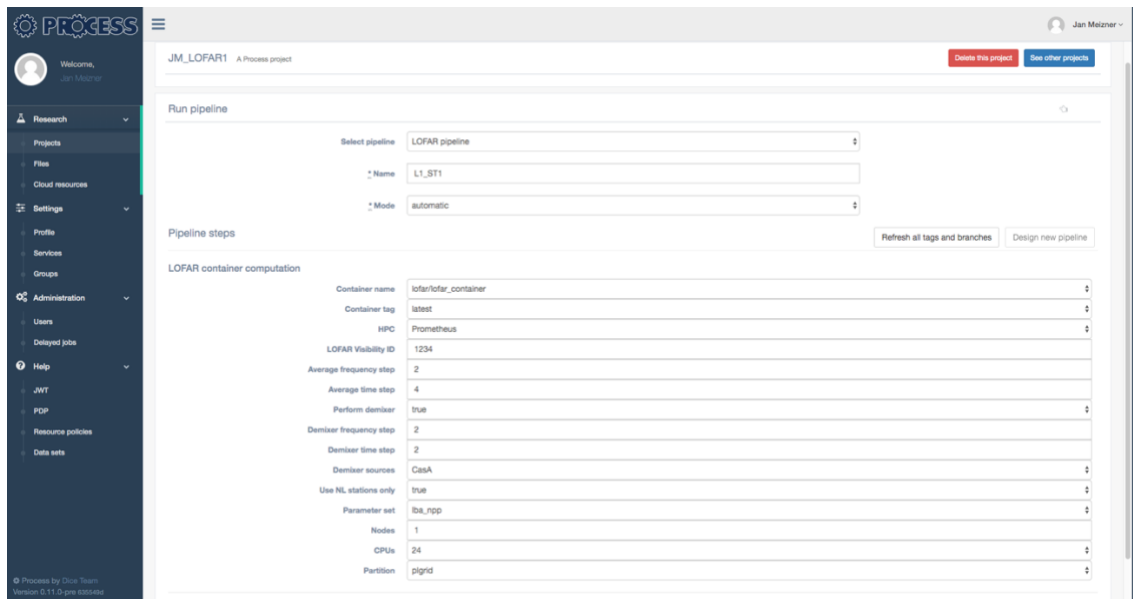 PROCESS
Jan Meizner
Welcome,
Jan Meizner
JM_LOFAR1 A Process project
Delete this project
See other projects
Research
Projects
Files
Cloud resources
Settings
Profile
Services
Groups
Administration
Users
Delayed jobs
Help
JWT
PDP
Resource policies
Data sets
Process by Dice Team
Version 0.11.0-pre
Run pipeline
Select pipeline LOFAR pipeline
* Name L1_ST1
* Mode automatic
Pipeline steps
Refresh all tags and branches
Design new pipeline
LOFAR container computation
Container name lofar/lofar_container
Container tag latest
HPC Prometheus
LOFAR Visibility ID 1234
Average frequency step 2
Average time step 4
Perform demixer true
Demixer frequency step 2
Demixer time step 2
Demixer sources CasA
Use NL stations only true
Parameter set lba_npp
Nodes 1
CPUs 24
Partition plgrid